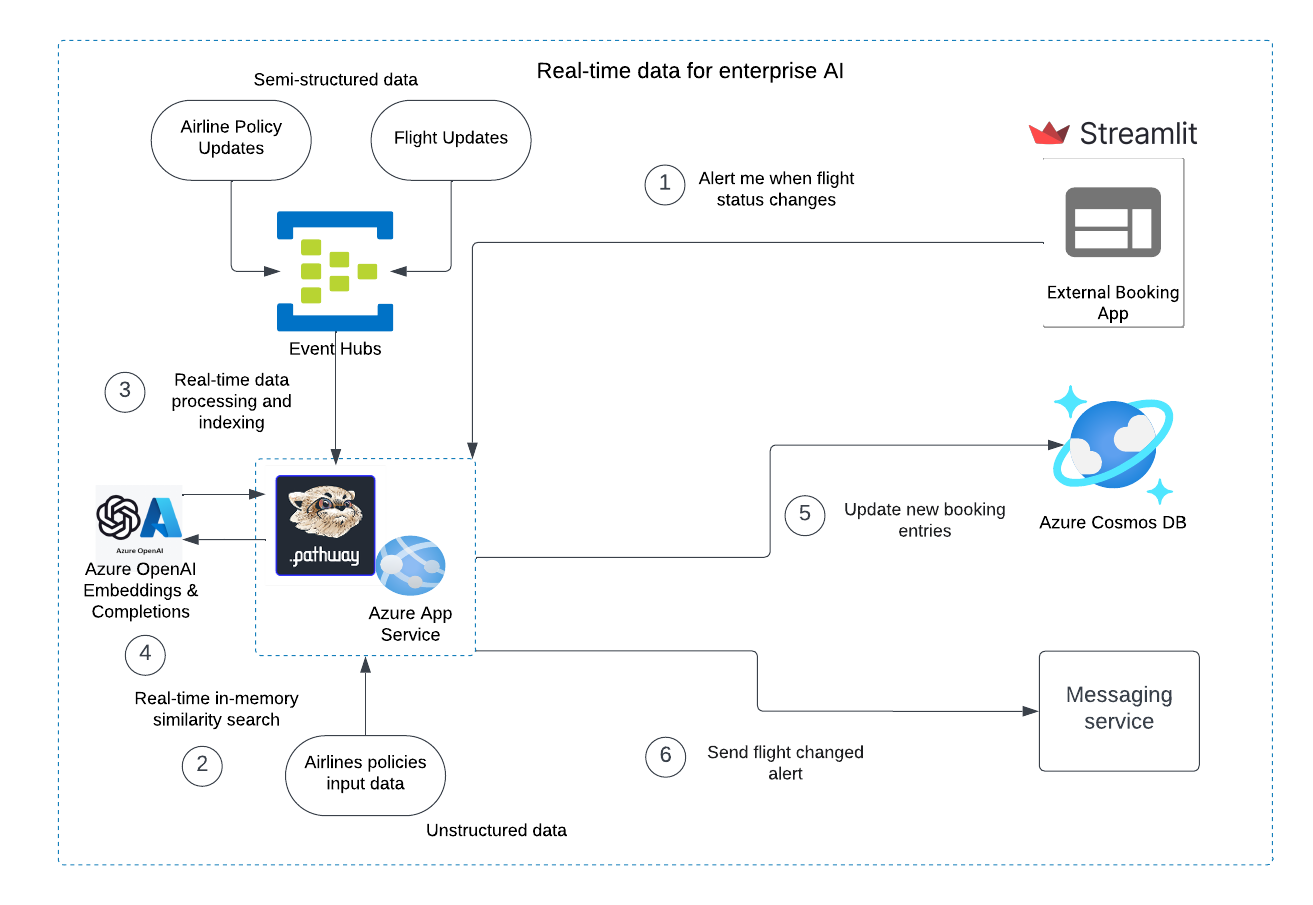 Real-time data for enterprise AI
Semi-structured data
Airline Policy
Updates
Flight Updates
Streamlit
1
Alert me when flight
status changes
External Booking
App
Event Hubs
3
Real-time data
processing and
indexing
Azure OpenAI
Azure OpenAI
Embeddings &
Completions
4
..pathway
Azure App
Service
5
Update new booking
entries
Azure Cosmos DB
Real-time in-memory
similarity search
2
Airlines policies
input data
Unstructured data
6
Send flight changed
alert
Messaging
service